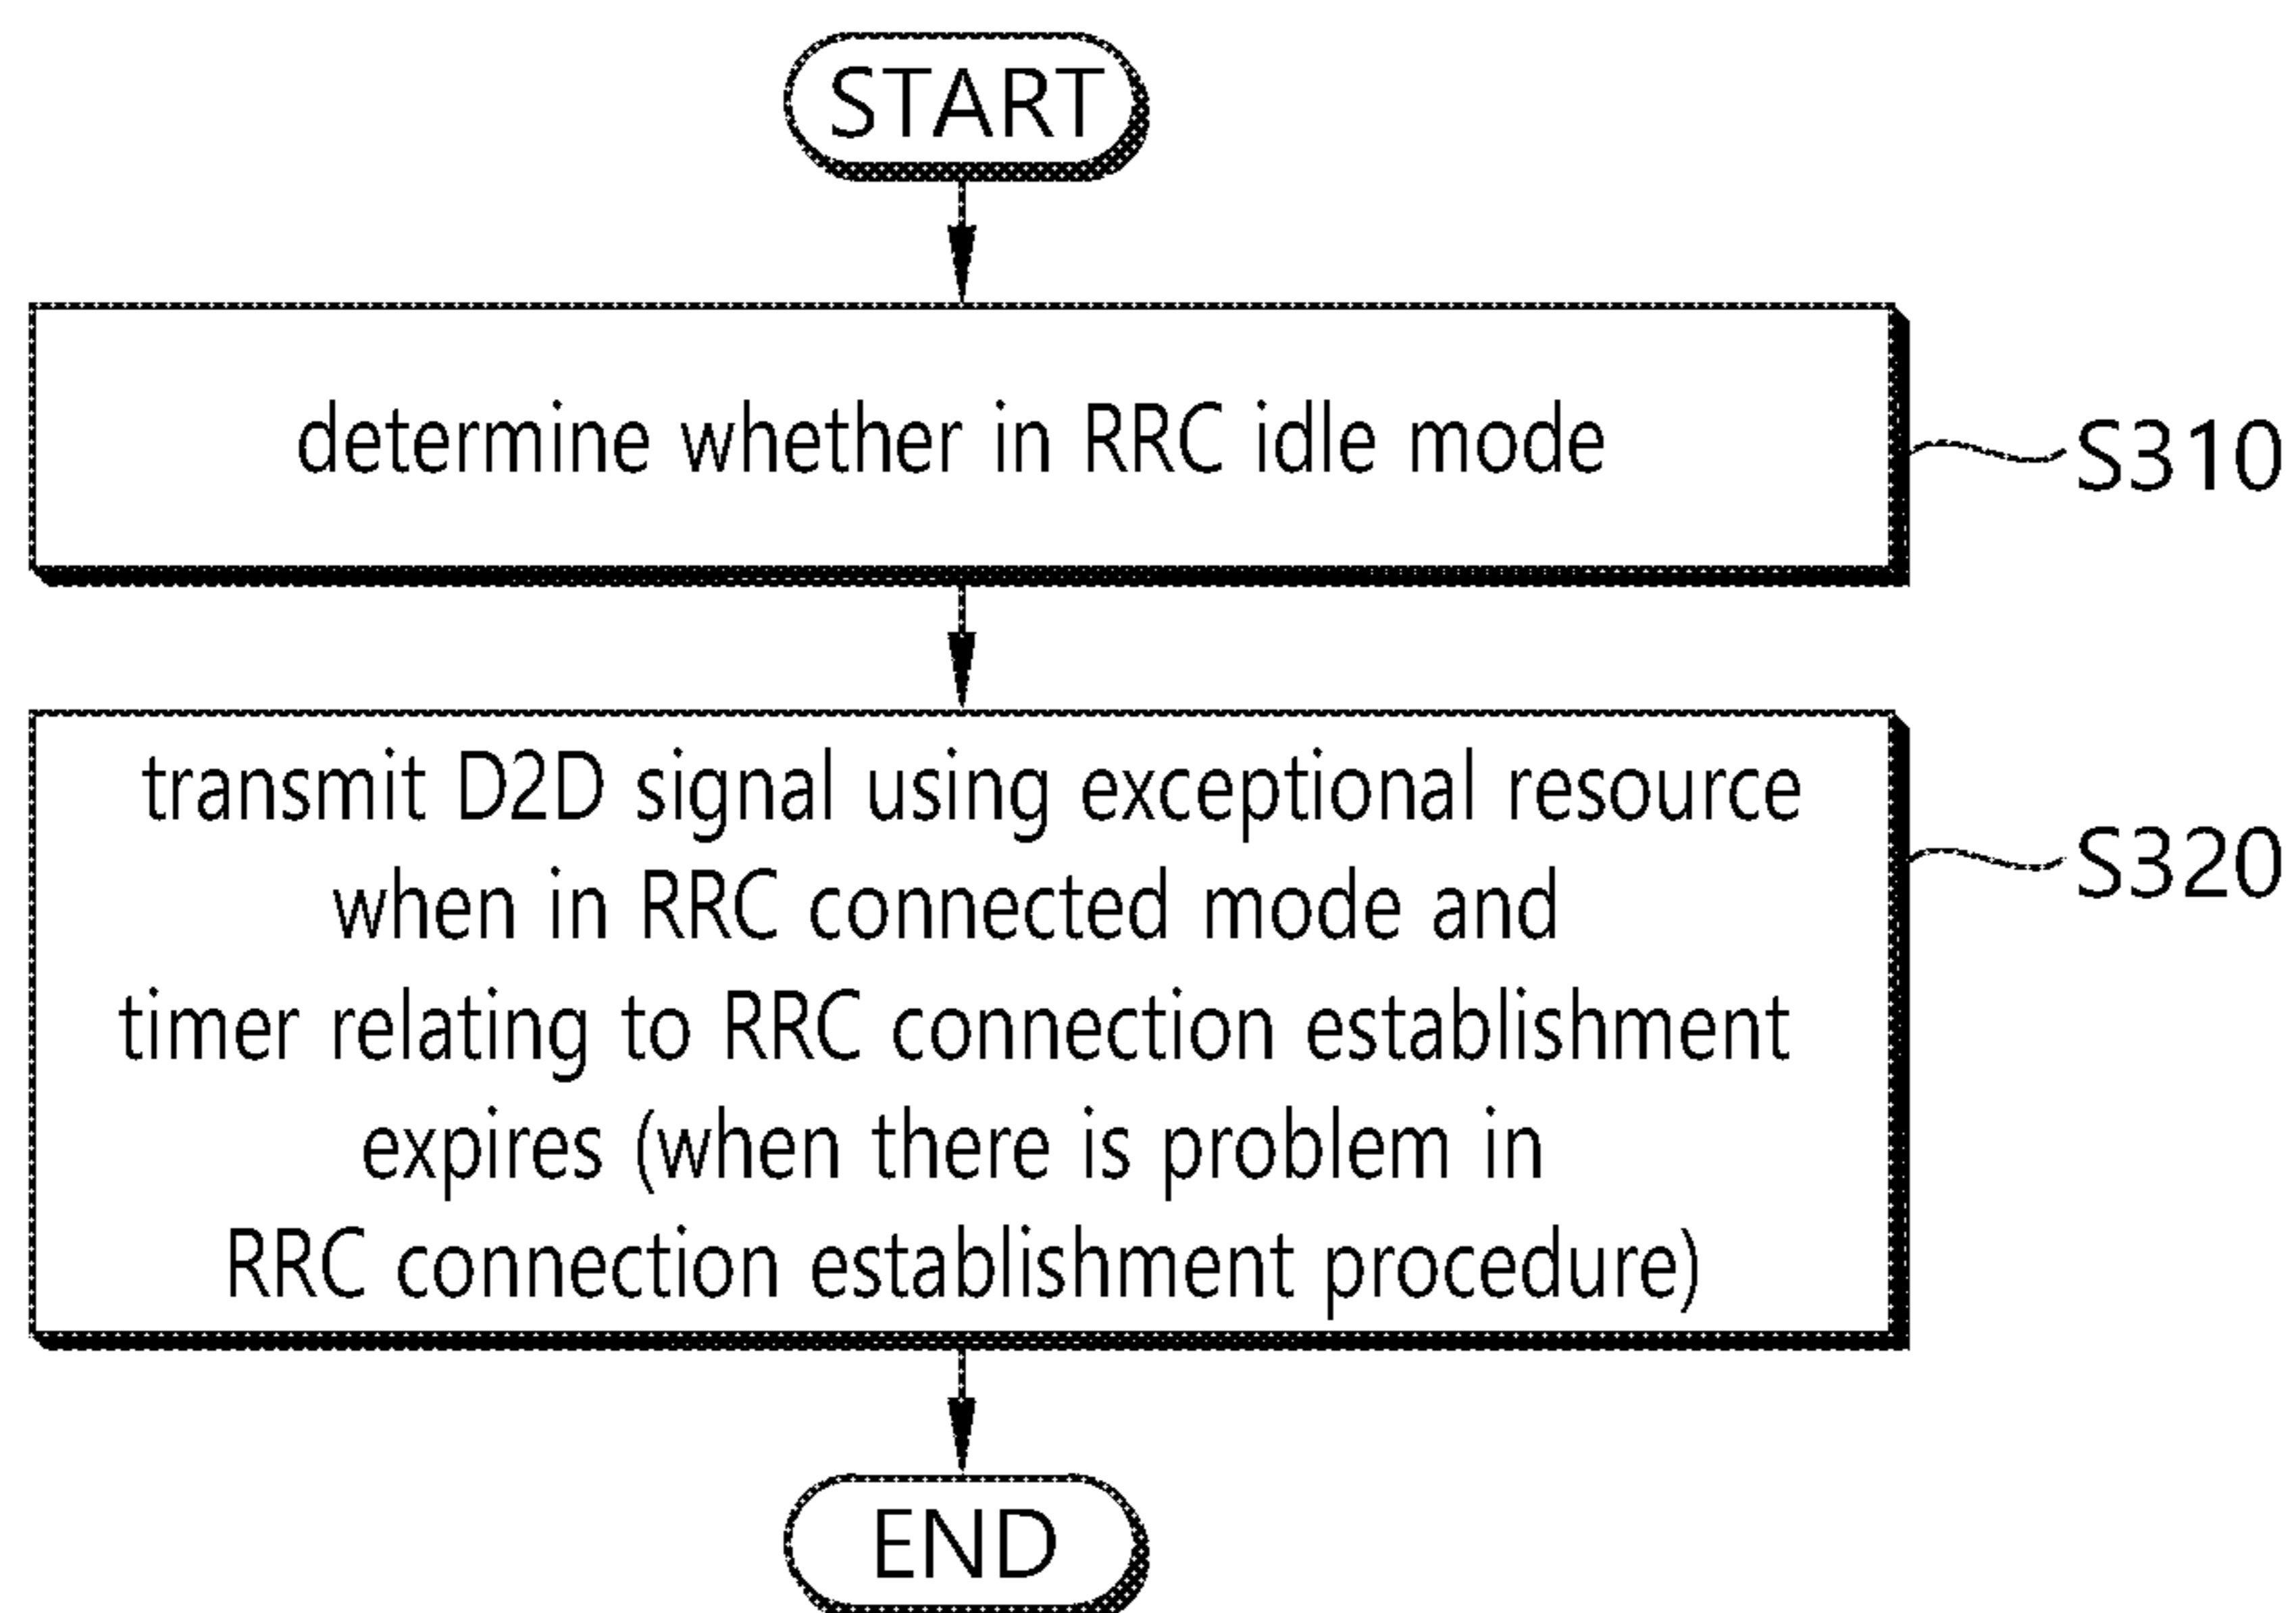 START
determine whether in RRC idle mode
S310
transmit D2D signal using exceptional resource
when in RRC connected mode and
timer relating to RRC connection establishment
expires (when there is problem in
RRC connection establishment procedure)
S320
END